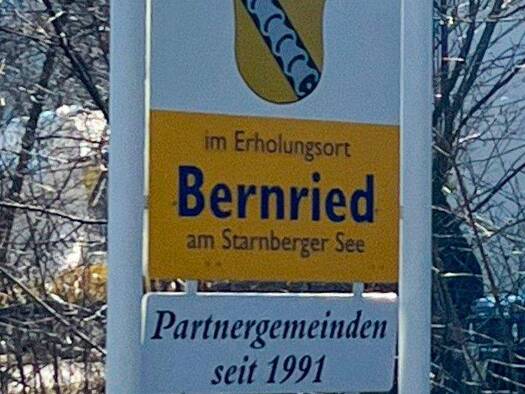 im Erholungsort
Bernried
am Starnberger See
Partnergemeinden
seit 1991